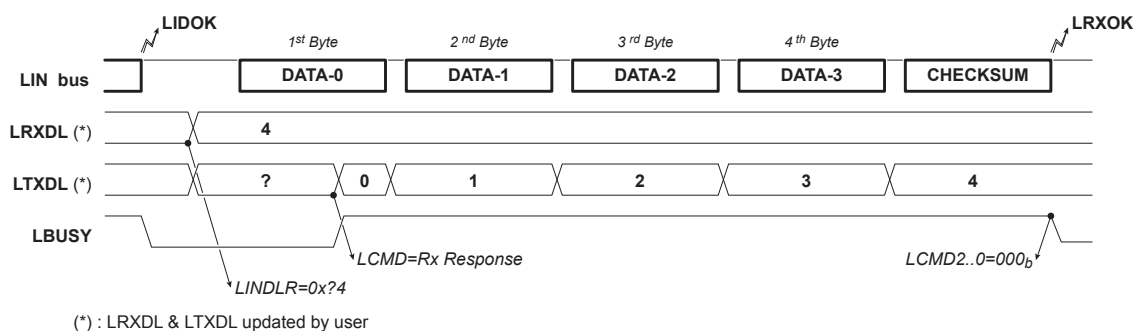 LIDOK LRXOK
1st Byte 2nd Byte 3rd Byte 4th Byte
LIN bus DATA-0 DATA-1 DATA-2 DATA-3 CHECKSUM
LRXDL (*) 4
LTXDL (*) ? 0 1 2 3 4
LBUSY
LCMD=Rx Response LCMD2..0=000b
LINDLR=0x?4
(*) : LRXDL & LTXDL updated by user